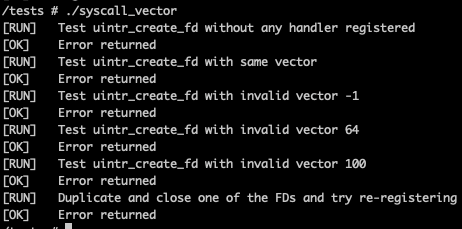 /tests # ./syscall_vector
[RUN] Test uintr_create_fd without any handler registered
[OK] Error returned
[RUN] Test uintr_create_fd with same vector
[OK] Error returned
[RUN] Test uintr_create_fd with invalid vector -1
[OK] Error returned
[RUN] Test uintr_create_fd with invalid vector 64
[OK] Error returned
[RUN] Test uintr_create_fd with invalid vector 100
[OK] Error returned
[RUN] Duplicate and close one of the FDs and try re-registering
[OK] Error returned